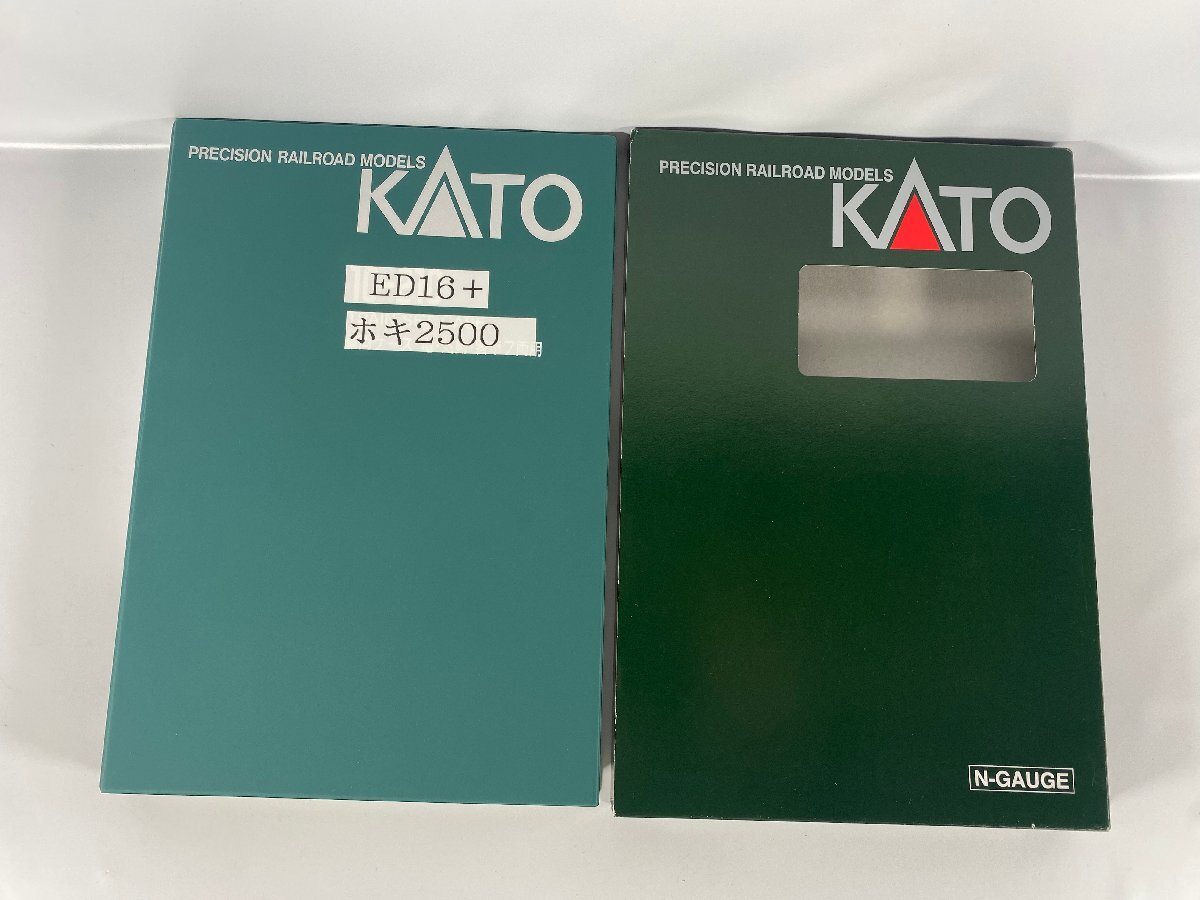 PRECISION RAILROAD MODELS
KATO
ED16+
ホキ2500
PRECISION RAILROAD MODELS
KATO
N-GAUGE